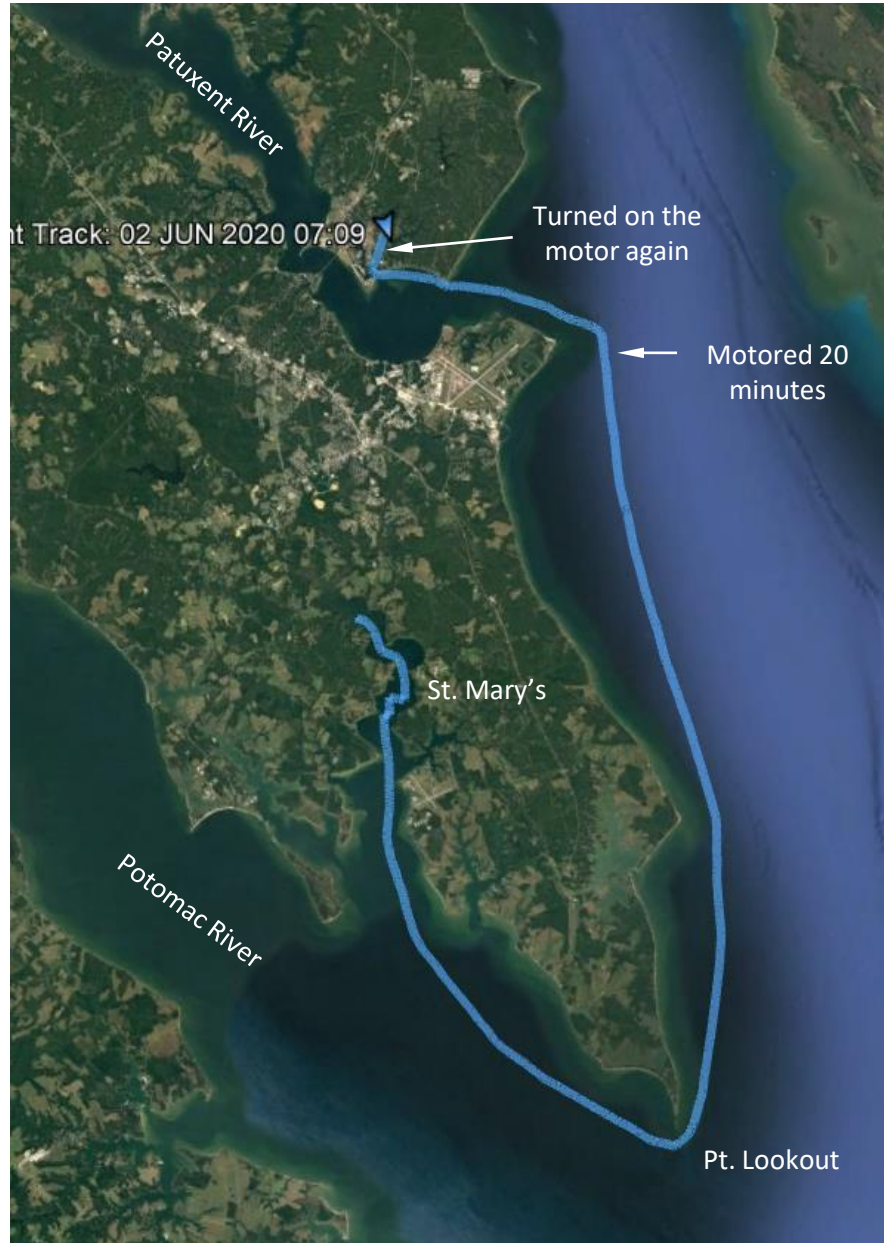 Patuxent River
nt Track: 02 JUN 2020 07:09
Turned on the
motor again
Motored 20
minutes
St. Mary's
Potomac River
Pt. Lookout